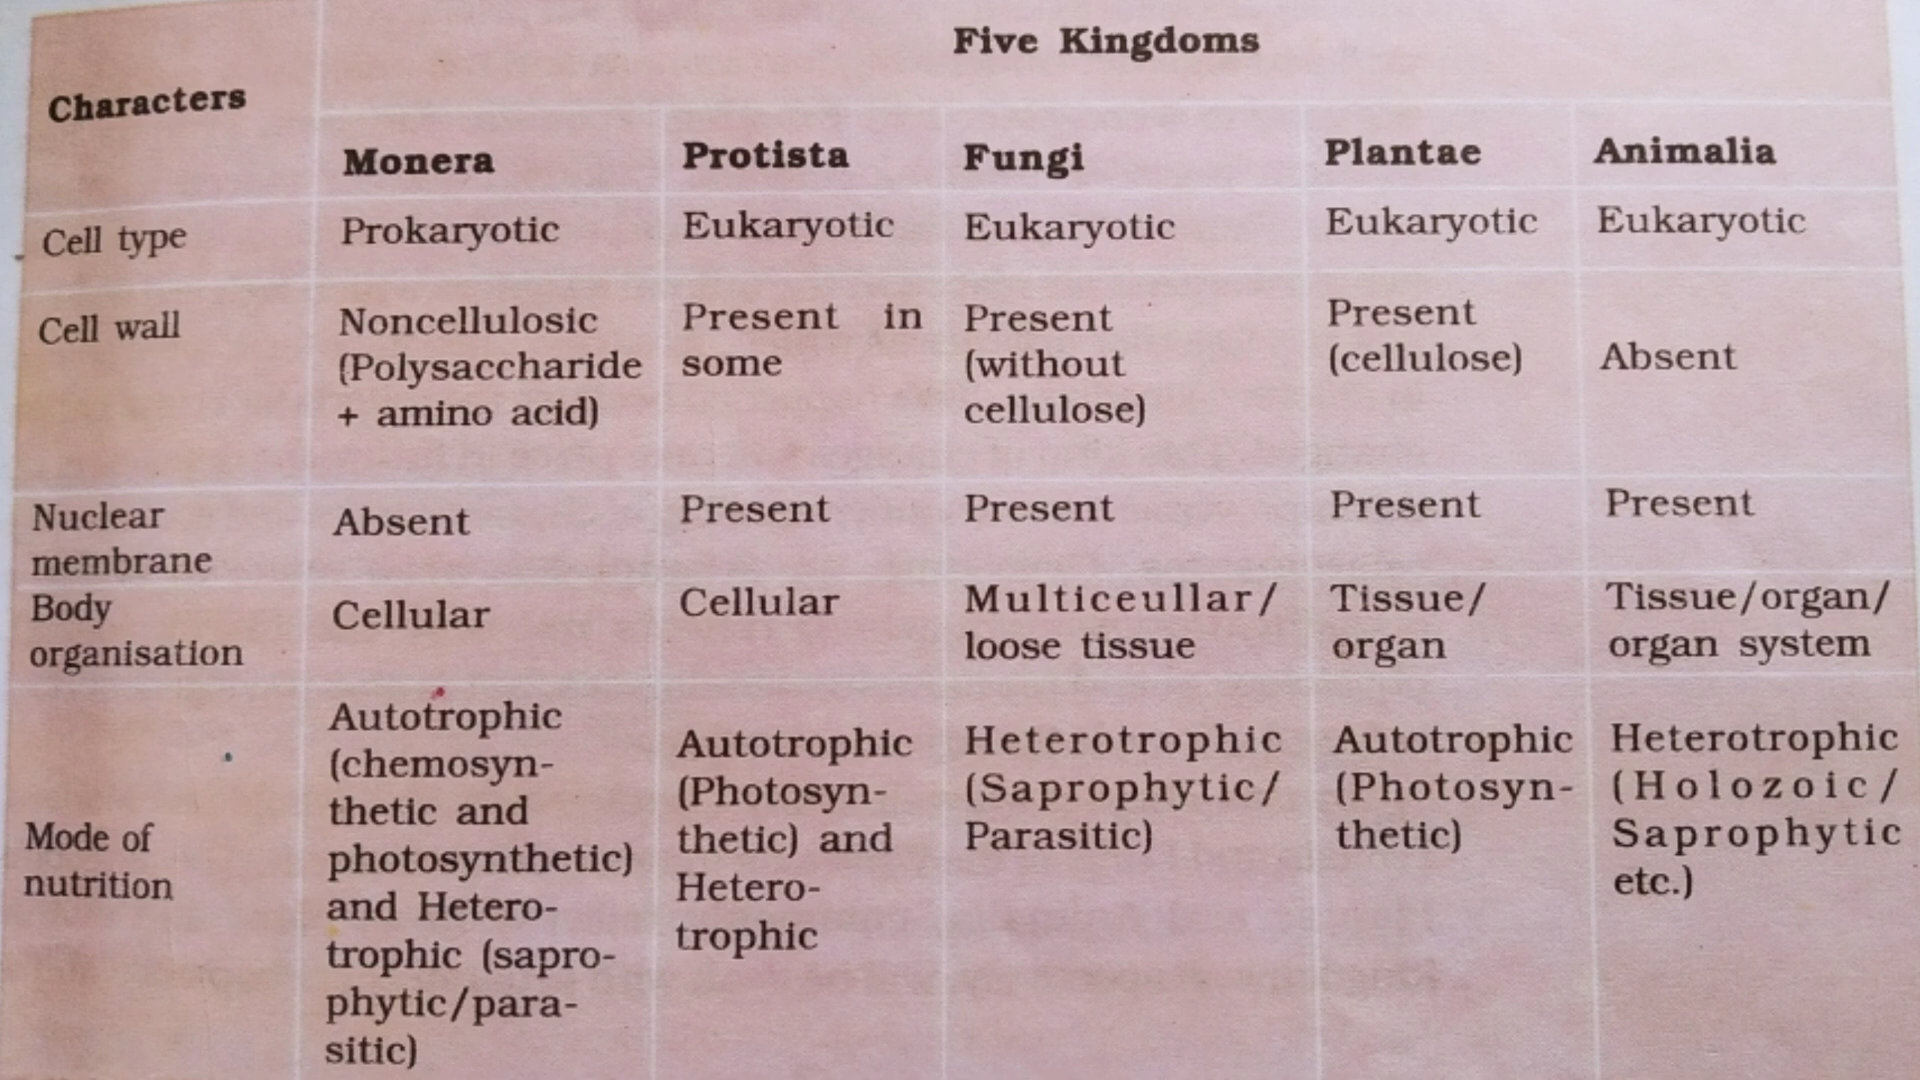 Five Kingdoms
Characters
Monera
Protista
Fungi
Plantae
Animalia
Cell type
Prokaryotic
Eukaryotic
Eukaryotic
Eukaryotic
Eukaryotic
Cell wall
Noncellulosic
(Polysaccharide
+ amino acid)
Present in
some
Present
(without
cellulose)
Present
(cellulose)
Absent
Nuclear
membrane
Absent
Present
Present
Present
Present
Body
organisation
Cellular
Cellular
Multiceullar/
loose tissue
Tissue/
organ
Tissue/organ/
organ system
Mode of
nutrition
Autotrophic
(chemosyn-
thetic and
photosynthetic)
and Hetero-
trophic (sapro-
phytic/para-
sitic)
Autotrophic
(Photosyn-
thetic) and
Hetero-
trophic
Heterotrophic
(Saprophytic/
Parasitic)
Autotrophic
(Photosyn-
thetic)
Heterotrophic
(Holozoic/
Saprophytic
etc.)